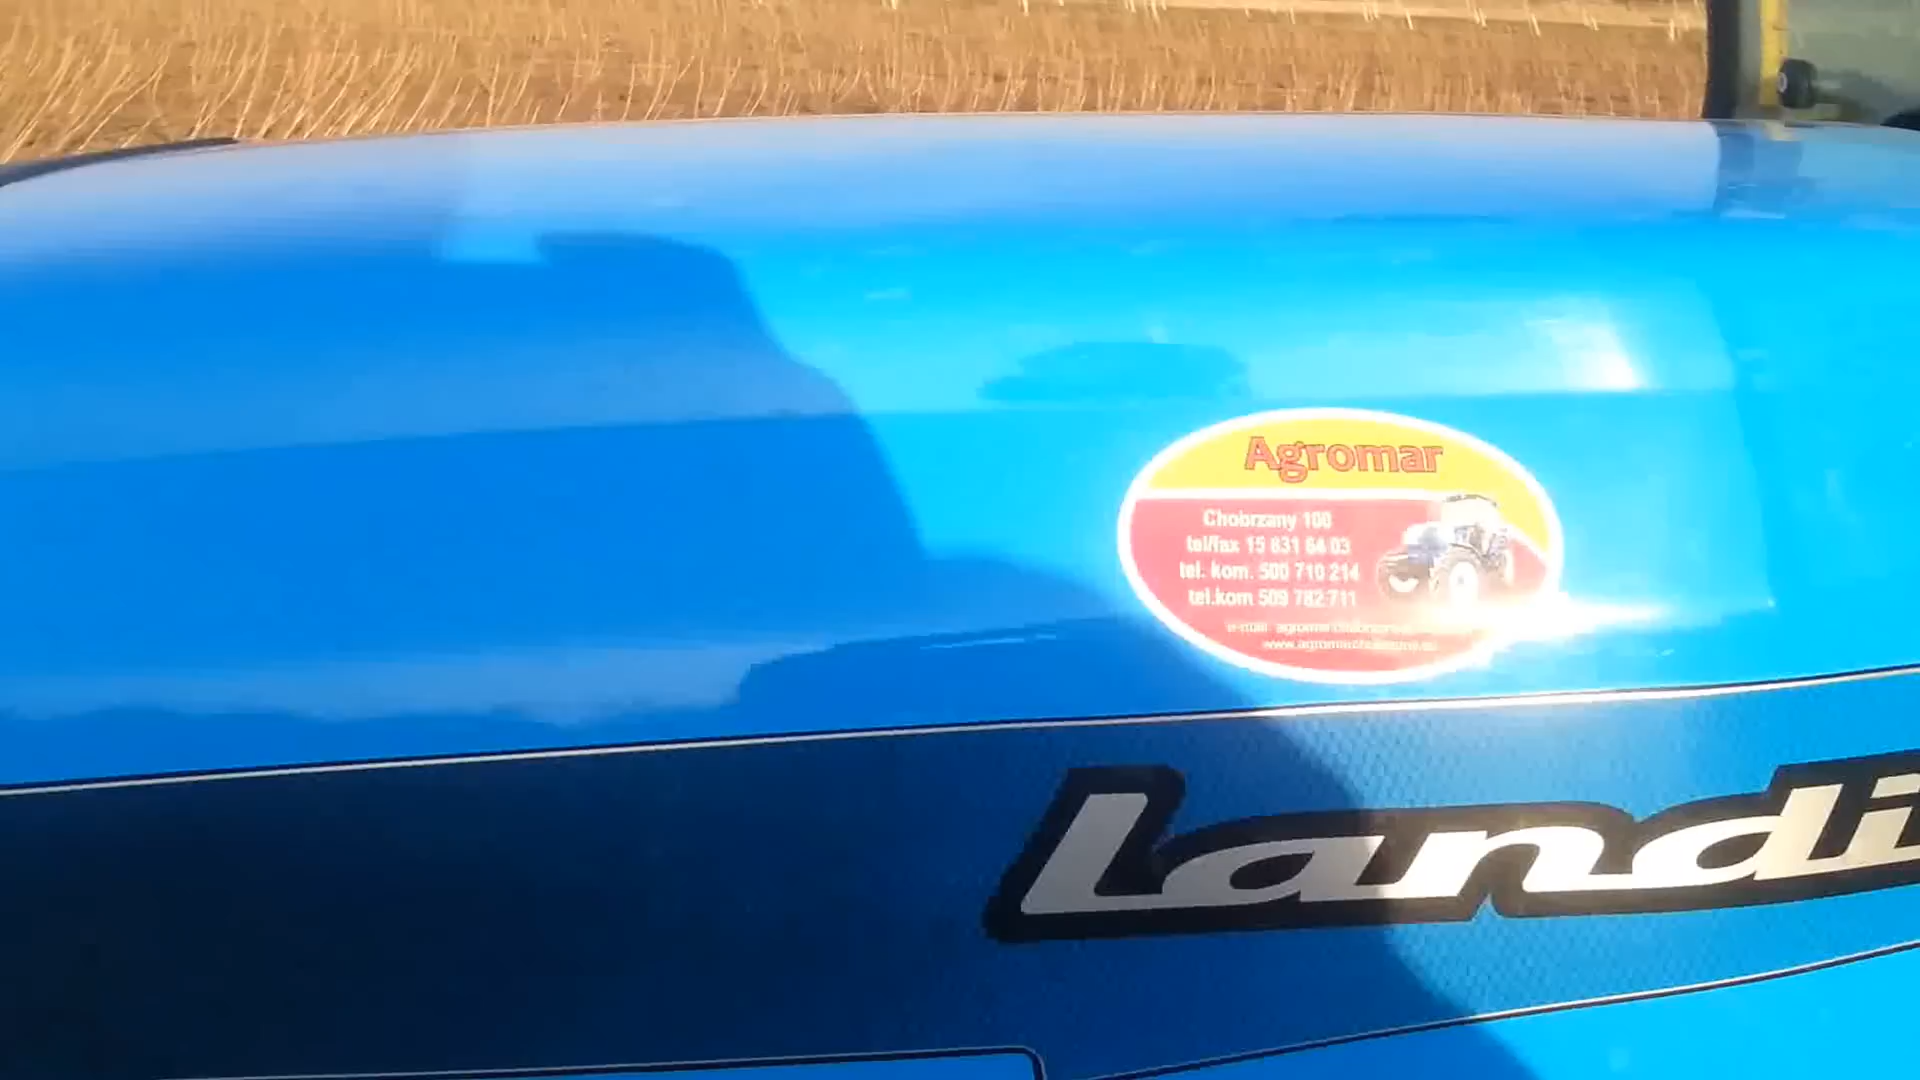 Agromar
Chobrzany 100
tel/fax 15 831 64 03
tel. kom. 500 710 214
tel.kom 509 782 711
e-mail
Landi